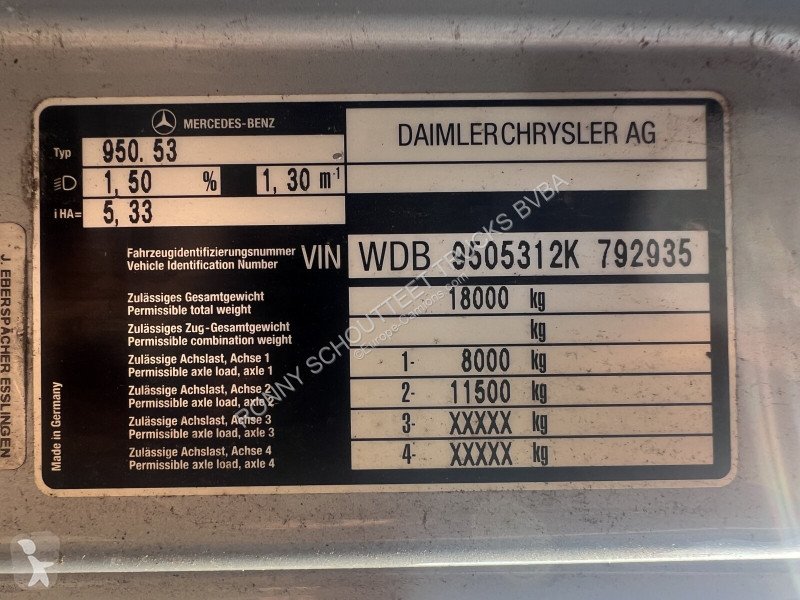 MERCEDES-BENZ
DAIMLERCHRYSLER AG
Typ 950. 53
1, 50 % 1, 30 m-1
i HA= 5, 33
Fahrzeugidentifizierungsnummer
Vehicle Identification Number
VIN WDB 9505312K 792935
Zulässiges Gesamtgewicht
Permissible total weight
18000 kg
Zulässiges Zug-Gesamtgewicht
Permissible combination weight
kg
Zulässige Achslast, Achse 1
Permissible axle load, axle 1
1- 8000 kg
Zulässige Achslast, Achse 2
Permissible axle load, axle 2
2- 11500 kg
Zulässige Achslast, Achse 3
Permissible axle load, axle 3
3- XXXXX kg
Zulässige Achslast, Achse 4
Permissible axle load, axle 4
4- XXXXX kg
Made in Germany
J. EBERSPÄCHER ESSLINGEN
RONNY SCHOUTTEET TRUCKS BVBA
©Europe-Camions.com